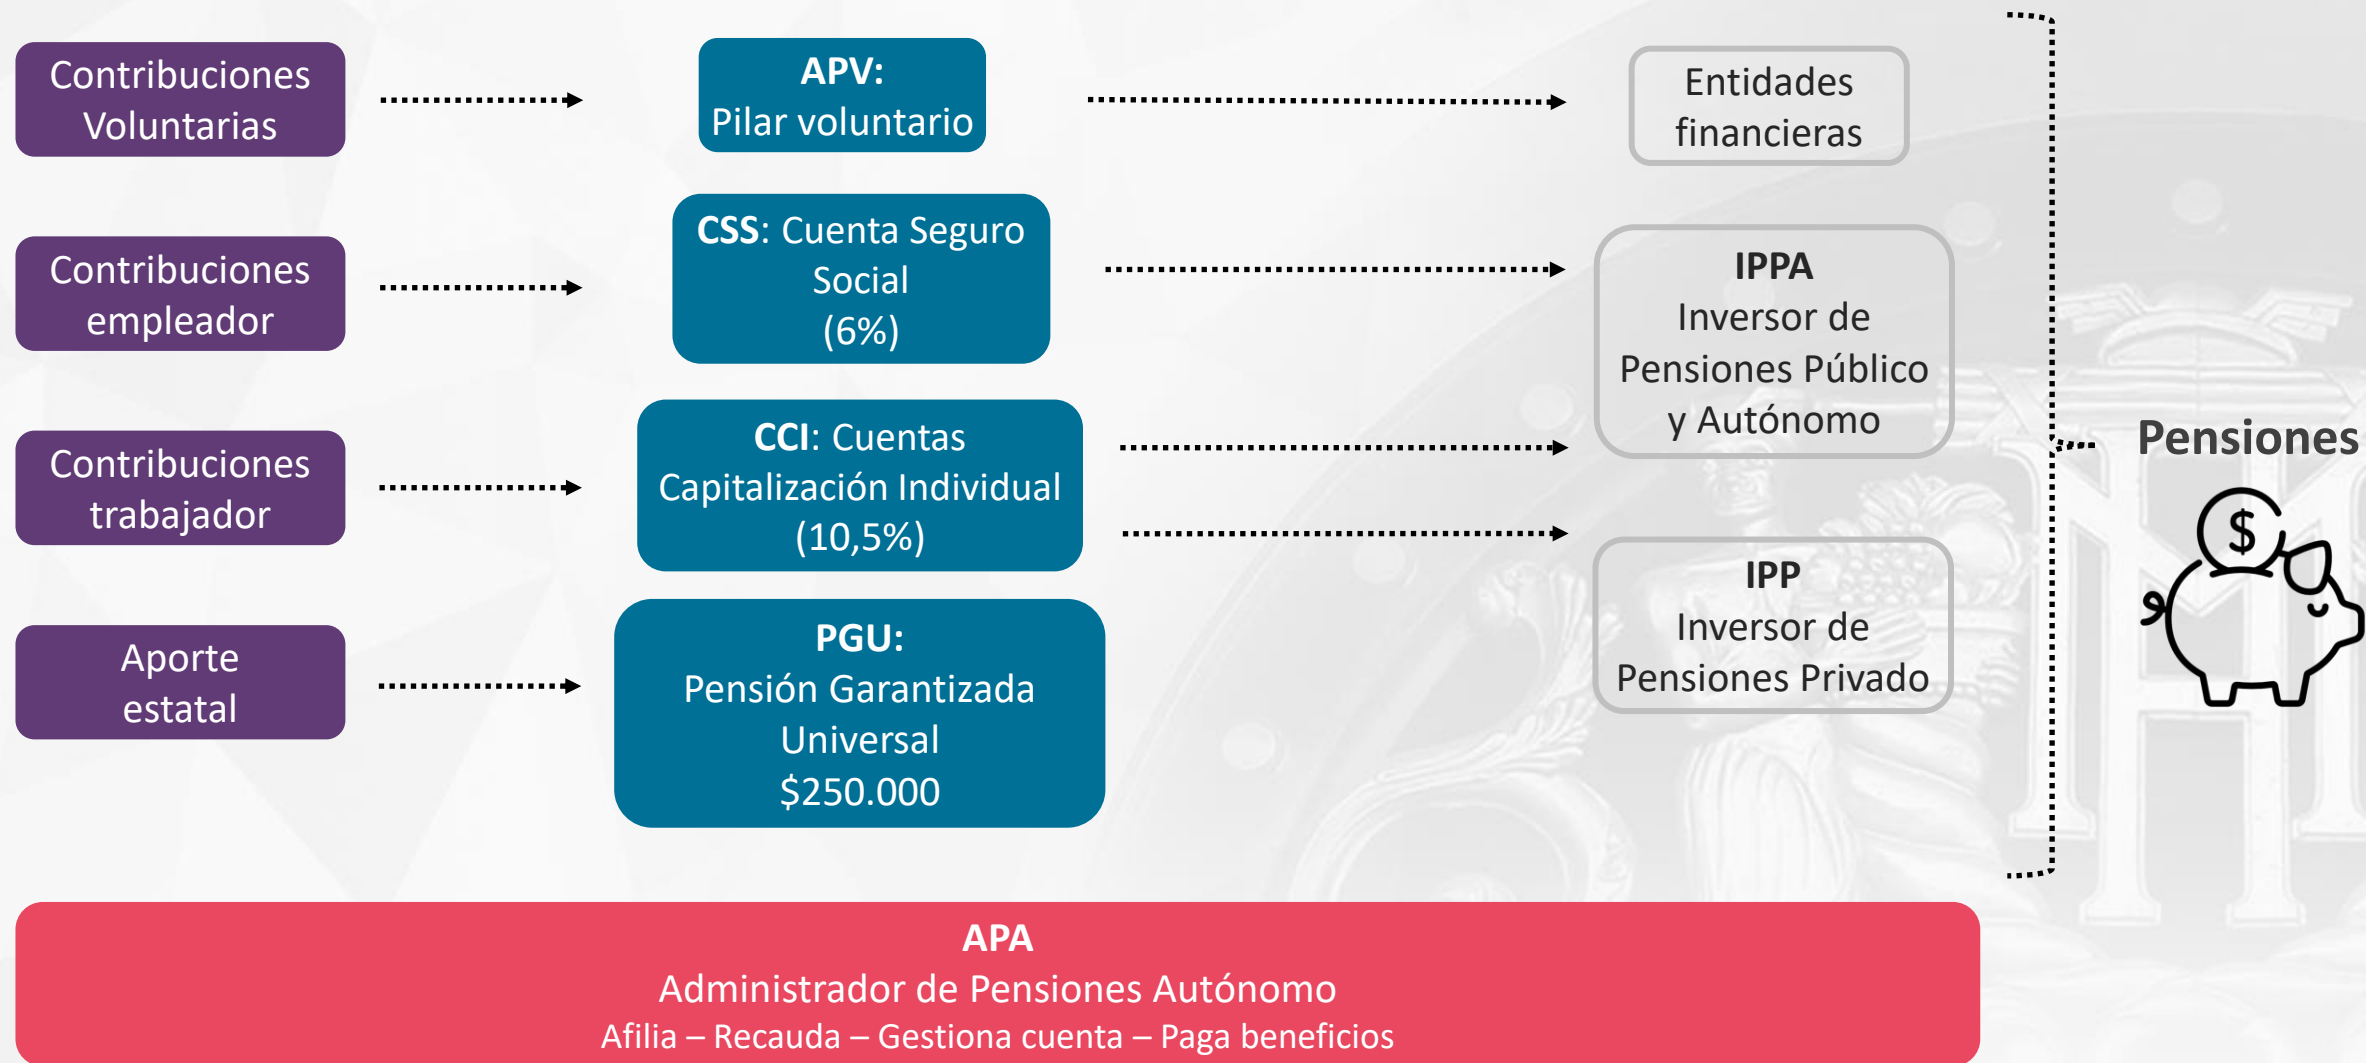 Contribuciones
Voluntarias
APV:
Pilar voluntario
Entidades
financieras
Contribuciones
empleador
CSS: Cuenta Seguro
Social
(6%)
IPPA
Inversor de
Pensiones Público
y Autónomo
Contribuciones
trabajador
CCI: Cuentas
Capitalización Individual
(10,5%)
IPP
Inversor de
Pensiones Privado
Aporte
estatal
PGU:
Pensión Garantizada
Universal
$250.000
Pensiones
$
APA
Administrador de Pensiones Autónomo
Afilia – Recauda – Gestiona cuenta – Paga beneficios